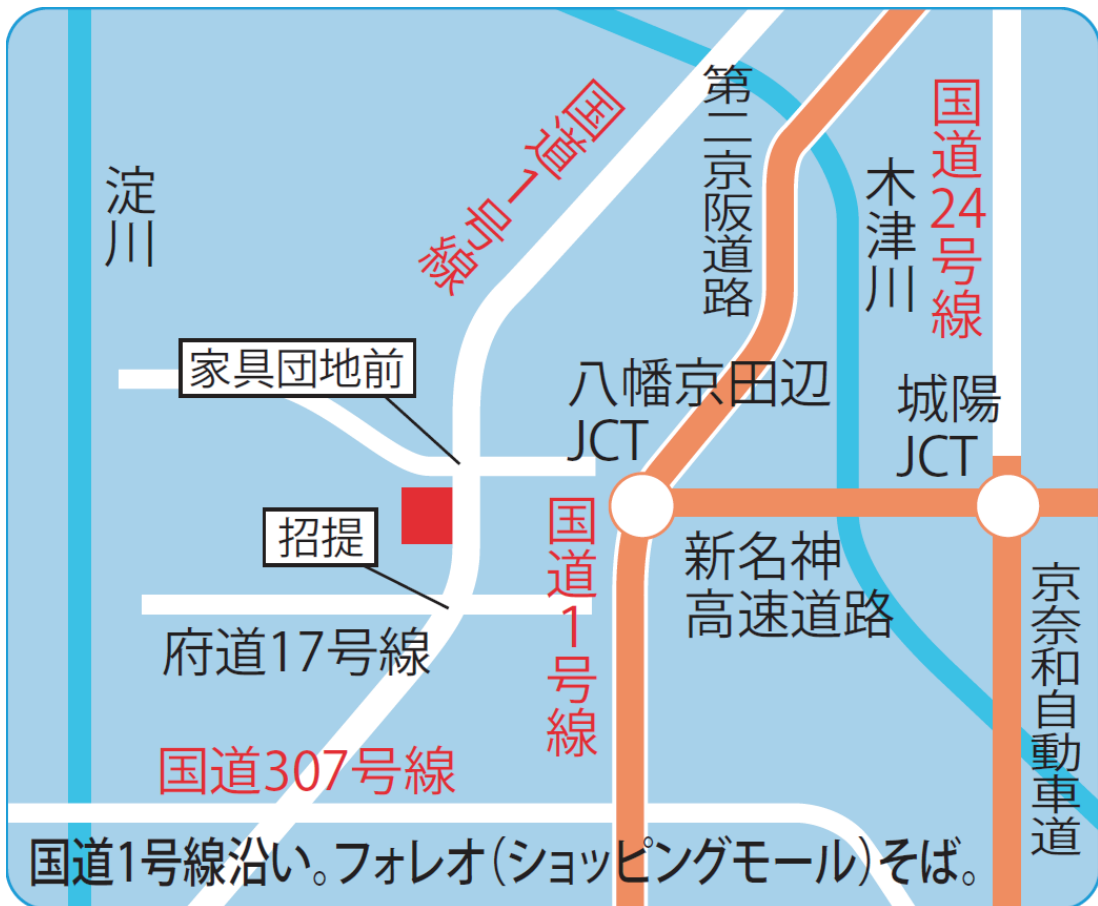 国道1号線
第二京阪道路
国道24号線
木津川
淀川
家具団地前
八幡京田辺
JCT
城陽
JCT
招提
国道1号線
新名神
高速道路
京奈和自動車道
府道17号線
国道307号線
国道1号線沿い。フォレオ(ショッピングモール)そば。